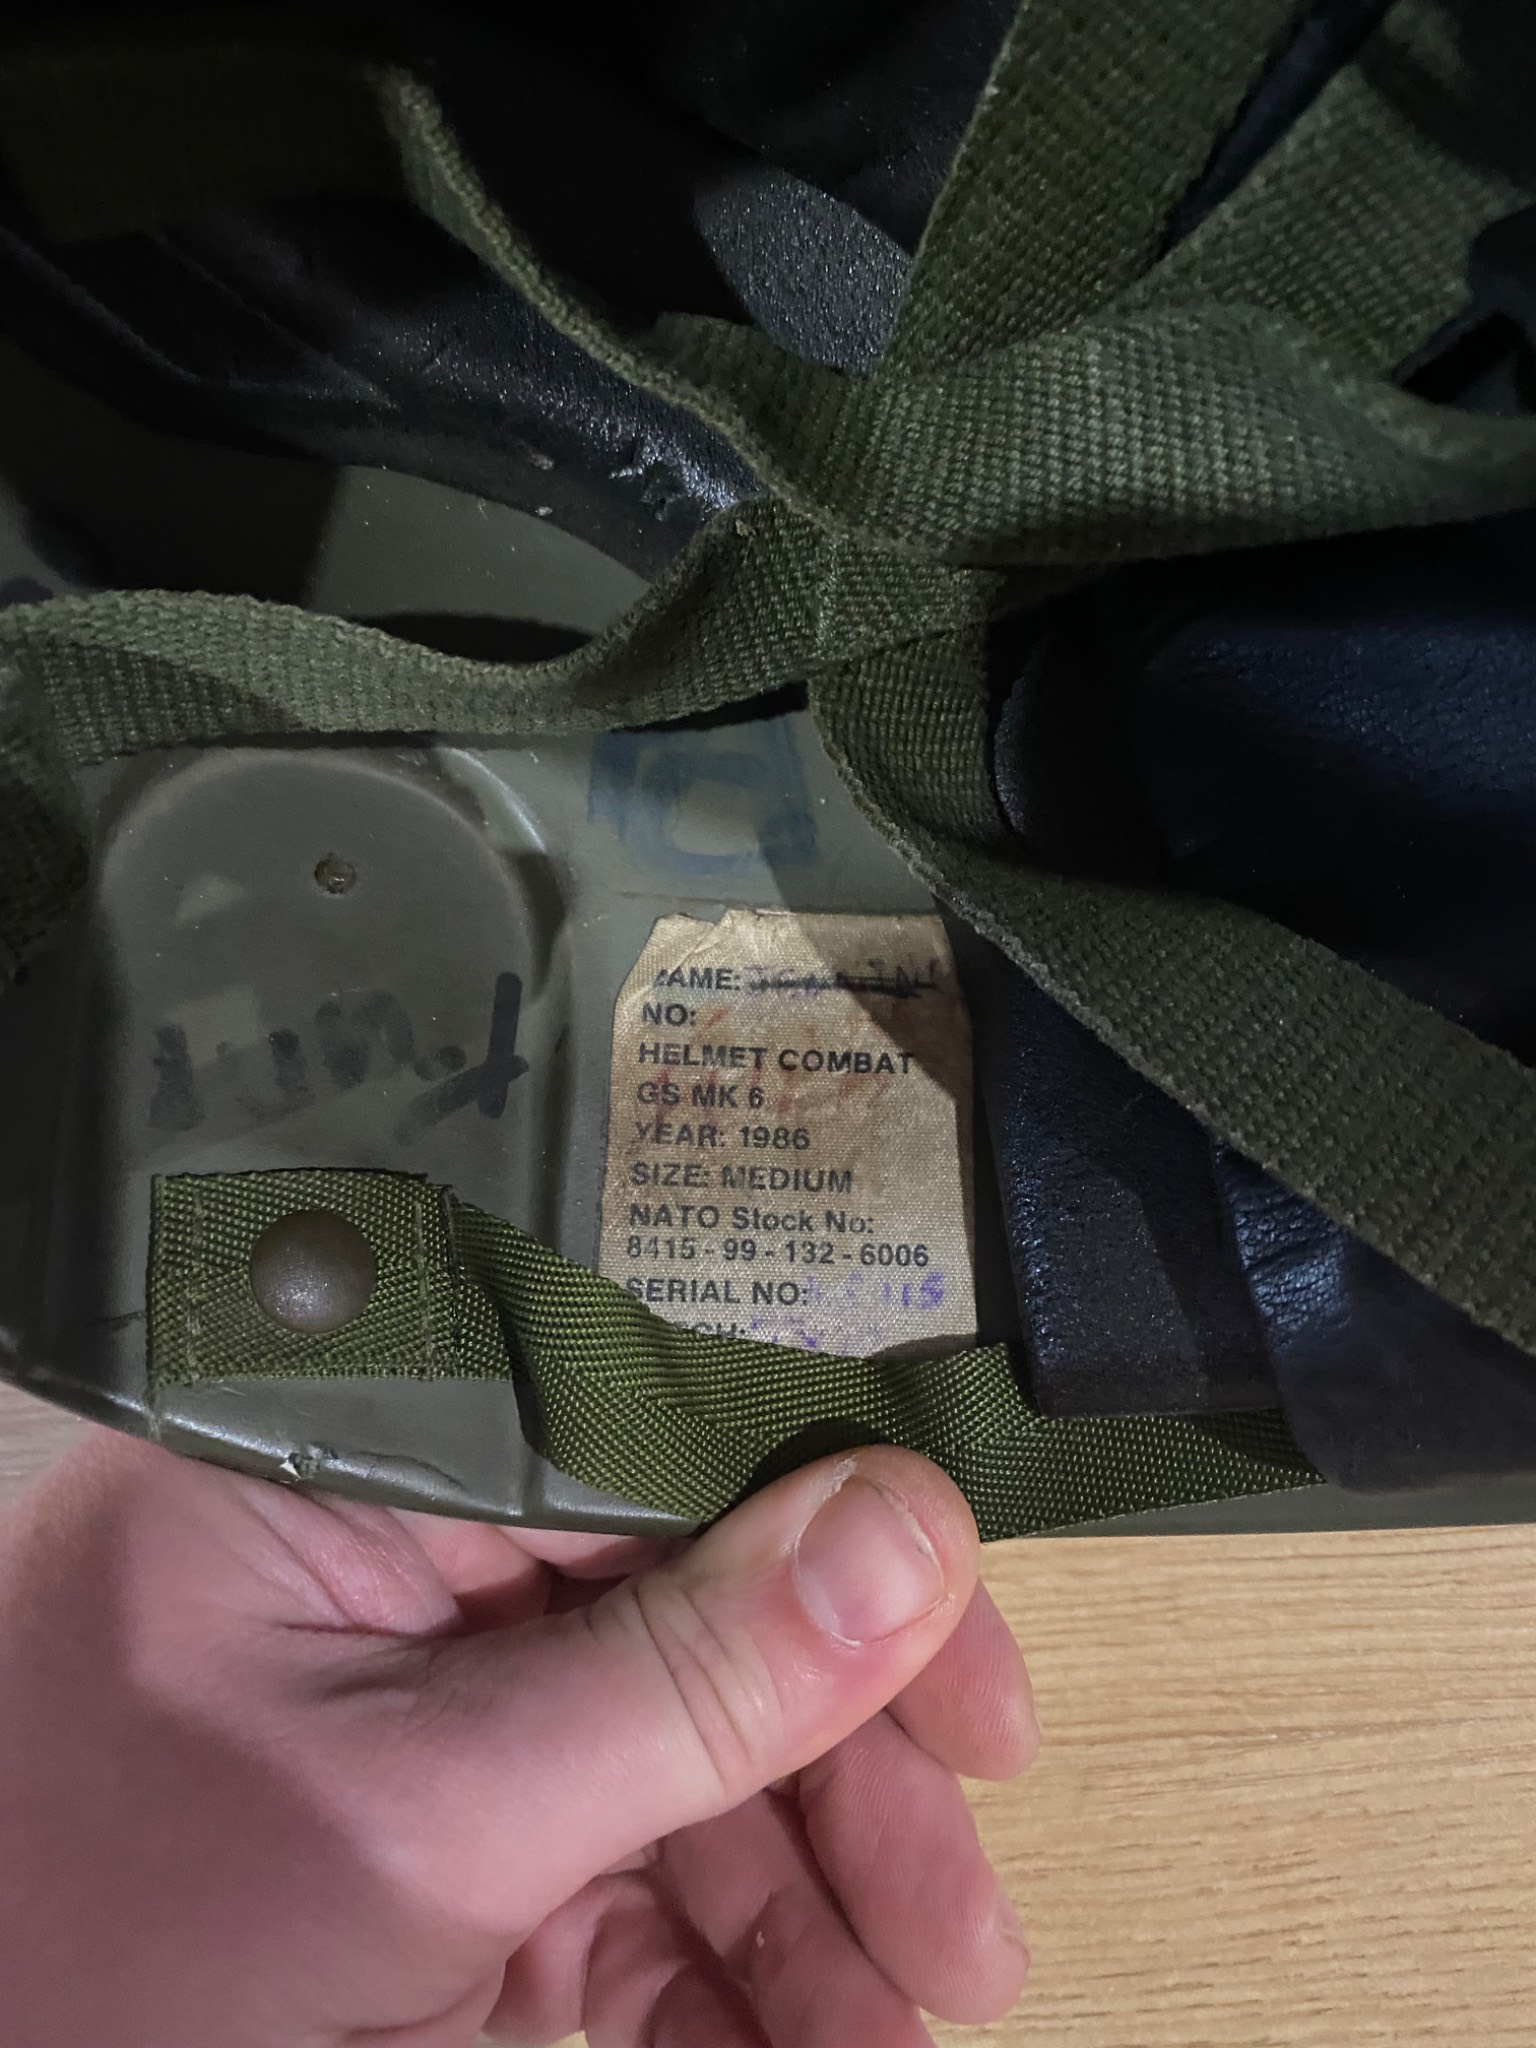 NAME:
NO:
HELMET COMBAT
GS MK 6
YEAR: 1986
SIZE: MEDIUM
NATO Stock No:
8415 - 99 - 132 - 6006
SERIAL NO: